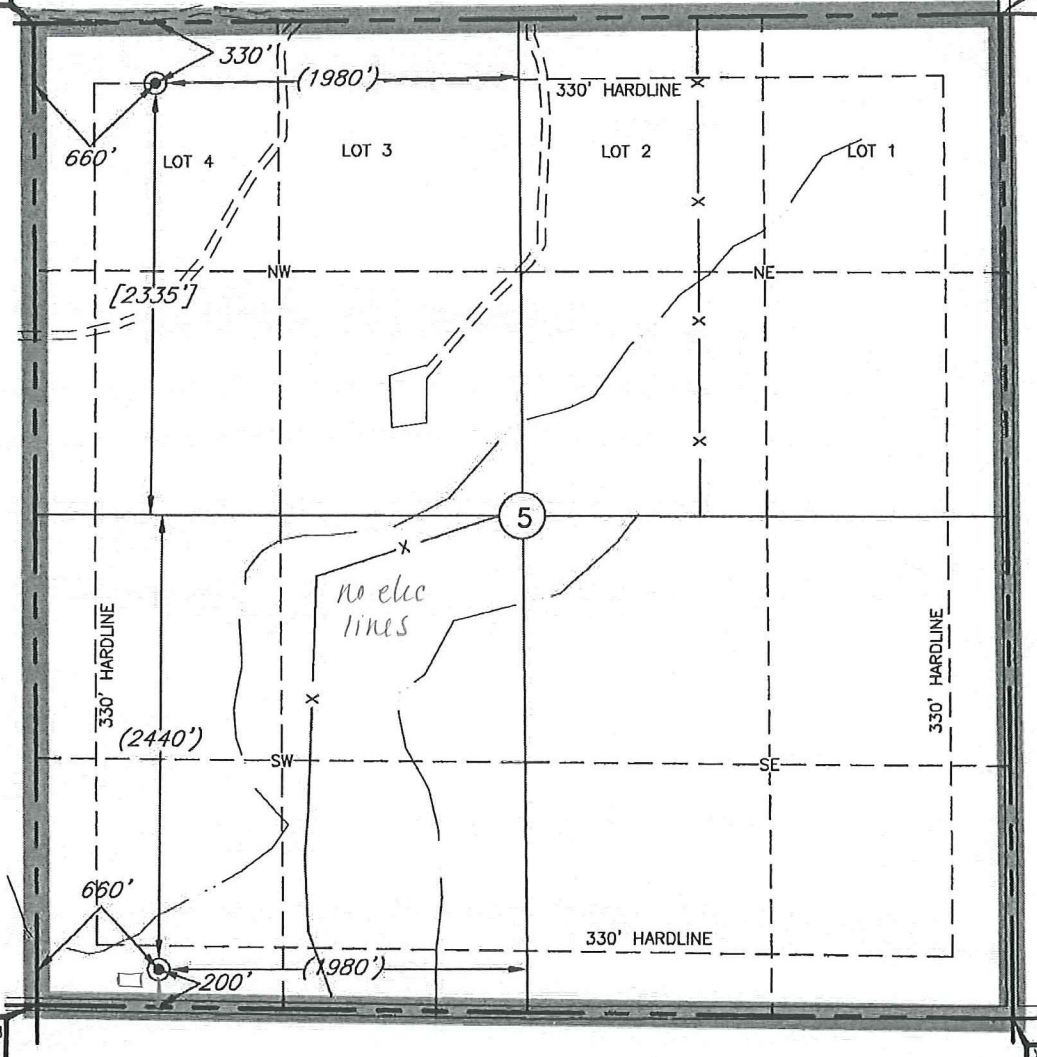 330'
(1980')
330' HARDLINE
660'
LOT 4
LOT 3
LOT 2
LOT 1
NW
NE
[2335']
5
no elec
lines
330' HARDLINE
330' HARDLINE
(2440')
SW
SE
660'
330' HARDLINE
200'
(1980')